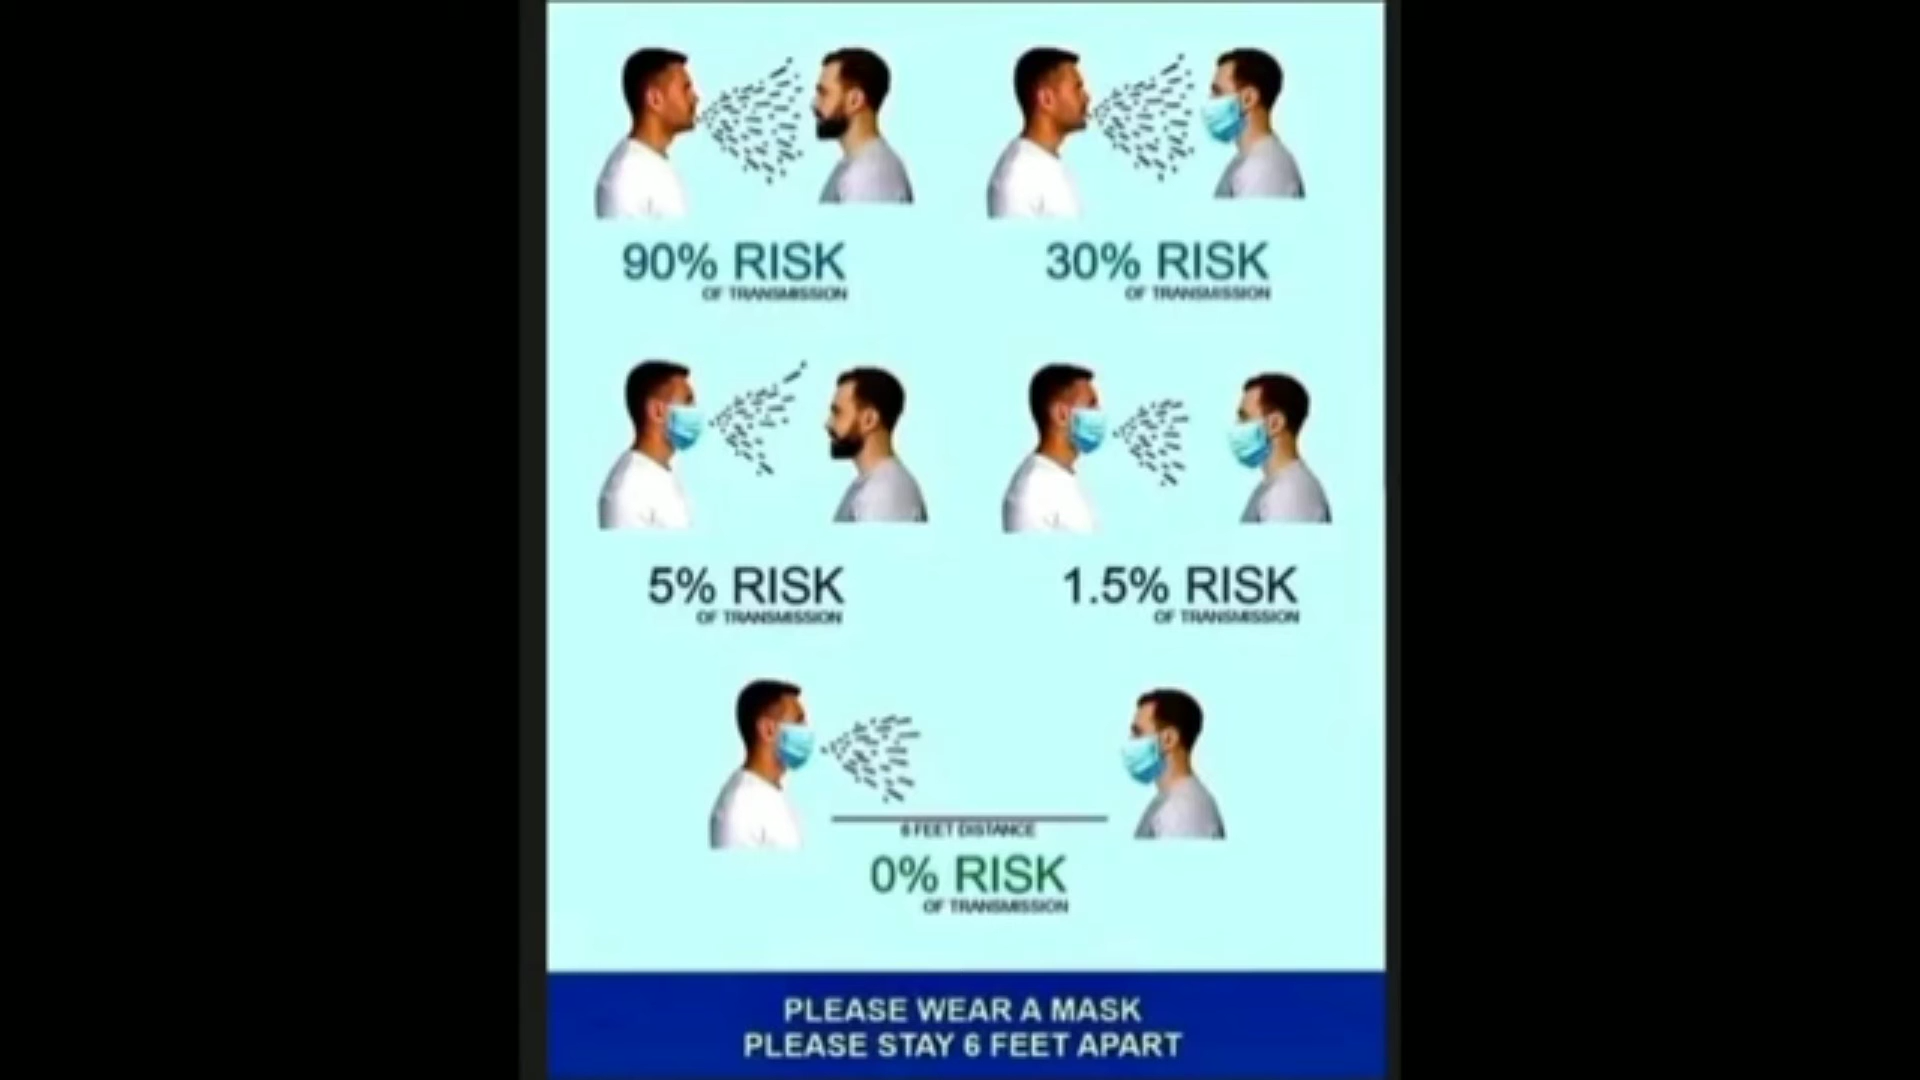 90% RISK
OF TRANSMISSION
30% RISK
OF TRANSMISSION
5% RISK
OF TRANSMISSION
1.5% RISK
OF TRANSMISSION
6 FEET DISTANCE
0% RISK
OF TRANSMISSION
PLEASE WEAR A MASK
PLEASE STAY 6 FEET APART